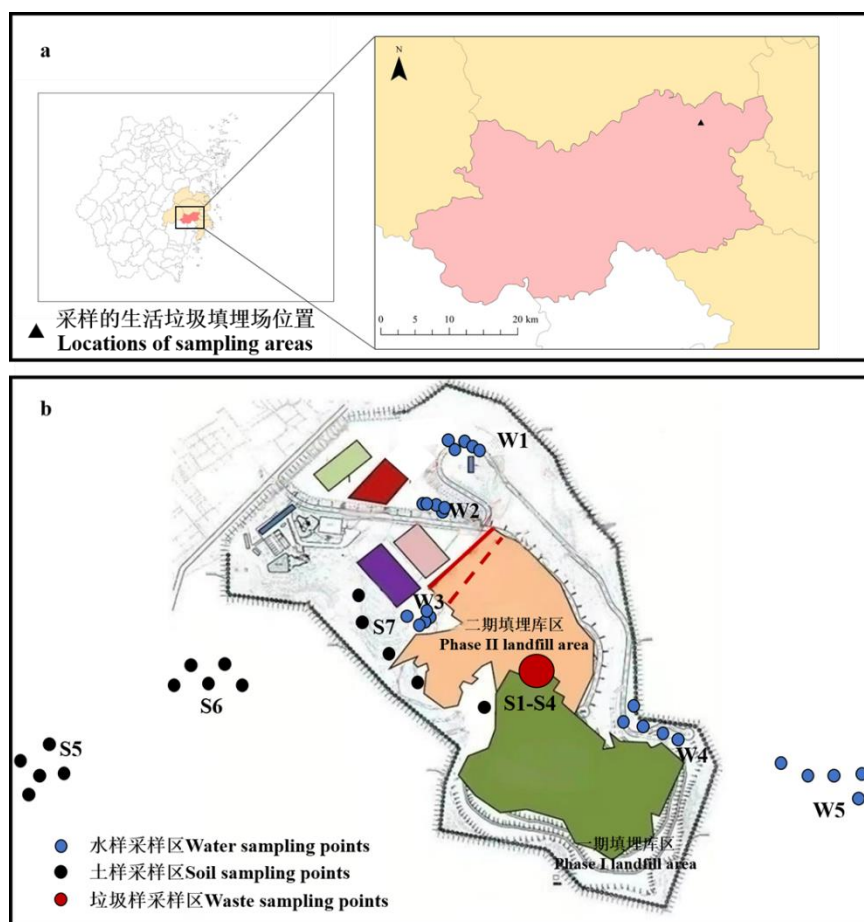 a
N
0 5 10 20 km
采样的生活垃圾填埋场位置
Locations of sampling areas
b
W1
W2
W3
二期填埋库区
Phase II landfill area
S7
S6
S1-S4
S5
W4
W5
一期填埋库区
Phase I landfill area
水样采样区Water sampling points
土样采样区Soil sampling points
垃圾样采样区Waste sampling points